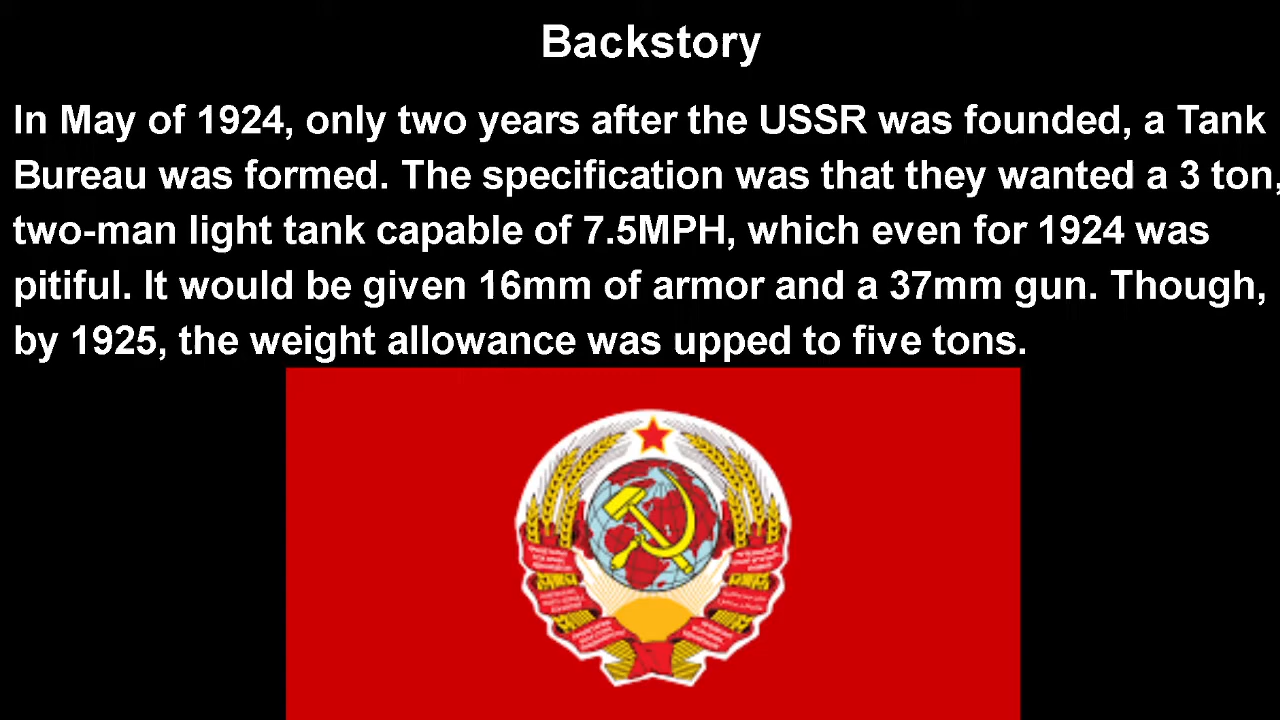 Backstory
In May of 1924, only two years after the USSR was founded, a Tank
Bureau was formed. The specification was that they wanted a 3 ton,
two-man light tank capable of 7.5MPH, which even for 1924 was
pitiful. It would be given 16mm of armor and a 37mm gun. Though,
by 1925, the weight allowance was upped to five tons.